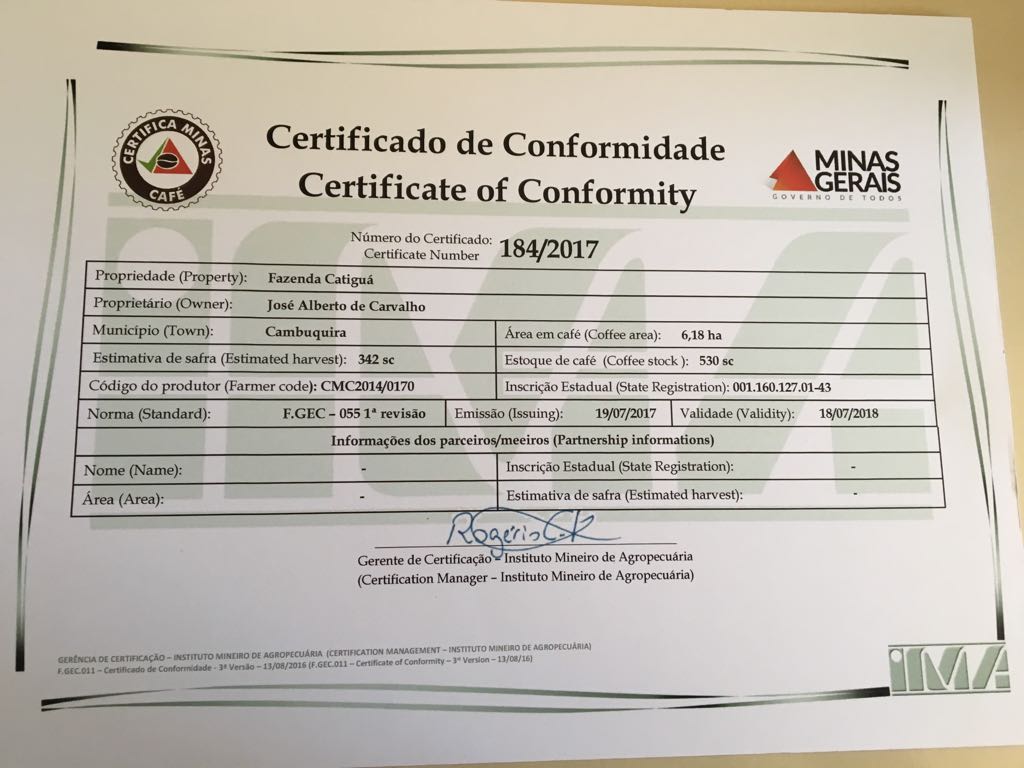 CERTIFICA MINAS
CAFÉ
Certificado de Conformidade
Certificate of Conformity
MINAS
GERAIS
GOVERNO DE TODOS
Número do Certificado:
Certificate Number
184/2017
Propriedade (Property): Fazenda Catiguá
Proprietário (Owner): José Alberto de Carvalho
Município (Town): Cambuquira
Área em café (Coffee area): 6,18 ha
Estimativa de safra (Estimated harvest): 342 sc
Estoque de café (Coffee stock ): 530 sc
Código do produtor (Farmer code): CMC2014/0170
Inscrição Estadual (State Registration): 001.160.127.01-43
Norma (Standard): F.GEC – 055 1ª revisão
Emissão (Issuing): 19/07/2017
Validade (Validity): 18/07/2018
Informações dos parceiros/meeiros (Partnership informations)
Nome (Name): -
Inscrição Estadual (State Registration): -
Área (Area): -
Estimativa de safra (Estimated harvest): -
Rogério C.R
Gerente de Certificação – Instituto Mineiro de Agropecuária
(Certification Manager – Instituto Mineiro de Agropecuária)
GERÊNCIA DE CERTIFICAÇÃO – INSTITUTO MINEIRO DE AGROPECUÁRIA (CERTIFICATION MANAGEMENT – INSTITUTO MINEIRO DE AGROPECUÁRIA)
F.GEC.011 – Certificado de Conformidade - 3ª Versão – 13/08/2016 (F.GEC.011 – Certificate of Conformity – 3ª Version – 13/08/16)
iMA